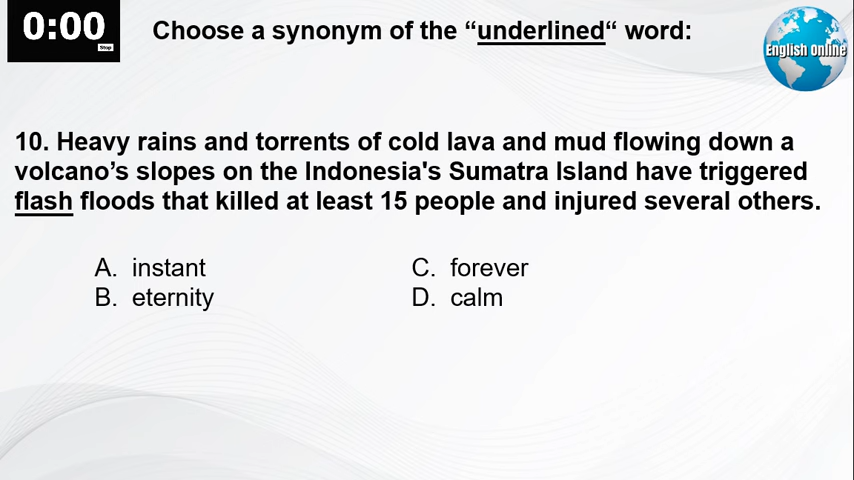 0:00
Stop
Choose a synonym of the “underlined“ word:
English Online
10. Heavy rains and torrents of cold lava and mud flowing down a
volcano’s slopes on the Indonesia's Sumatra Island have triggered
flash floods that killed at least 15 people and injured several others.
A. instant
B. eternity
C. forever
D. calm